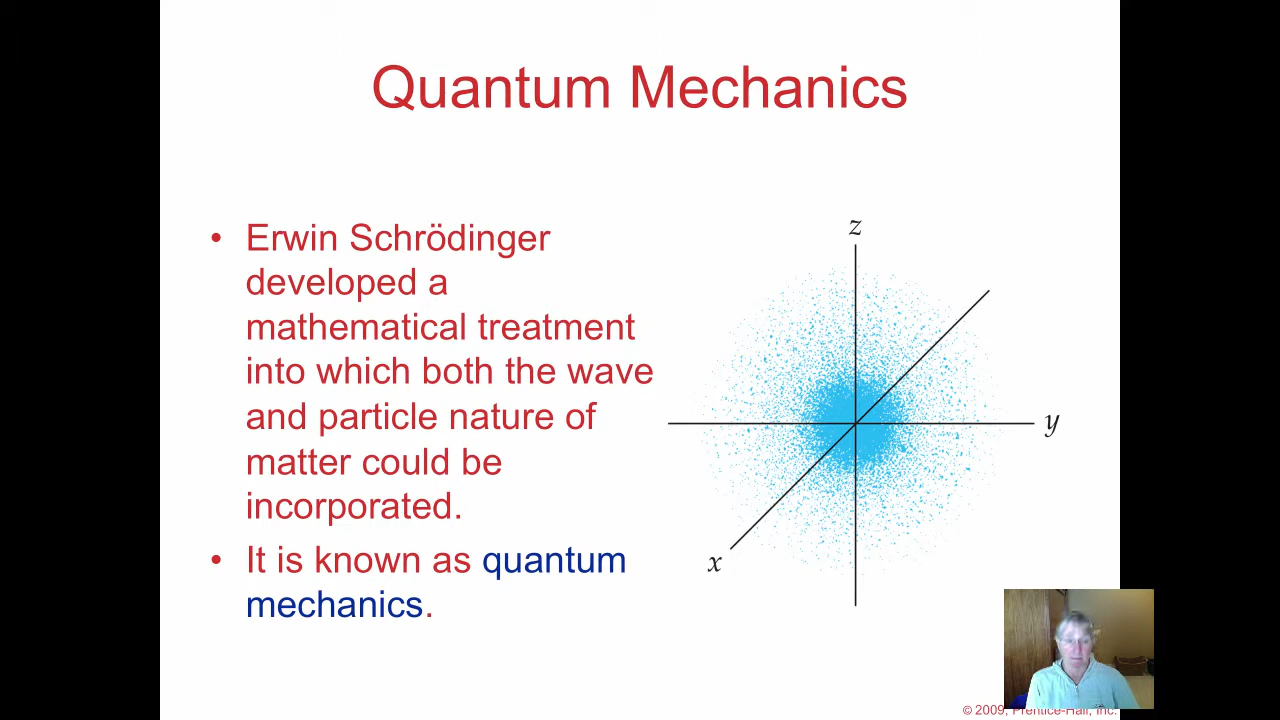 Quantum Mechanics
• Erwin Schrödinger
developed a
mathematical treatment
into which both the wave
and particle nature of
matter could be
incorporated.
• It is known as quantum
mechanics.
z
y
x
© 2009, Prentice-Hall, Inc.